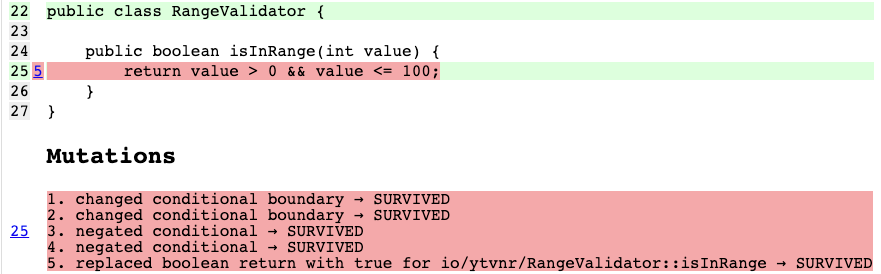 22 public class RangeValidator {
23
24 public boolean isInRange(int value) {
25 5 return value > 0 && value <= 100;
26 }
27 }
Mutations
1. changed conditional boundary → SURVIVED
2. changed conditional boundary → SURVIVED
25 3. negated conditional → SURVIVED
4. negated conditional → SURVIVED
5. replaced boolean return with true for io/ytvnr/RangeValidator::isInRange → SURVIVED